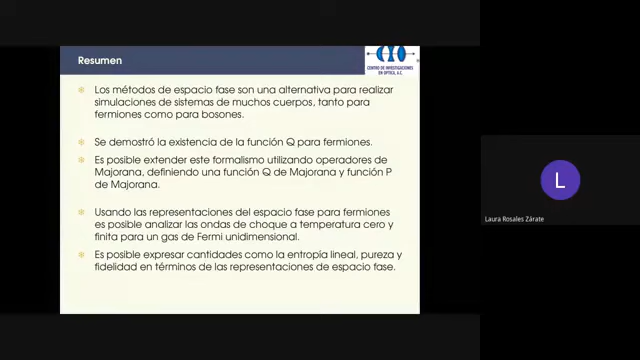 Resumen
CIO
CENTRO DE INVESTIGACIONES
EN OPTICA, A.C.
Los métodos de espacio fase son una alternativa para realizar
simulaciones de sistemas de muchos cuerpos, tanto para
fermiones como para bosones.
Se demostró la existencia de la función Q para fermiones.
Es posible extender este formalismo utilizando operadores de
Majorana, definiendo una función Q de Majorana y función P
de Majorana.
Usando las representaciones del espacio fase para fermiones
es posible analizar las ondas de choque a temperatura cero y
finita para un gas de Fermi unidimensional.
Es posible expresar cantidades como la entropía lineal, pureza y
fidelidad en términos de las representaciones de espacio fase.
L
Laura Rosales Zárate